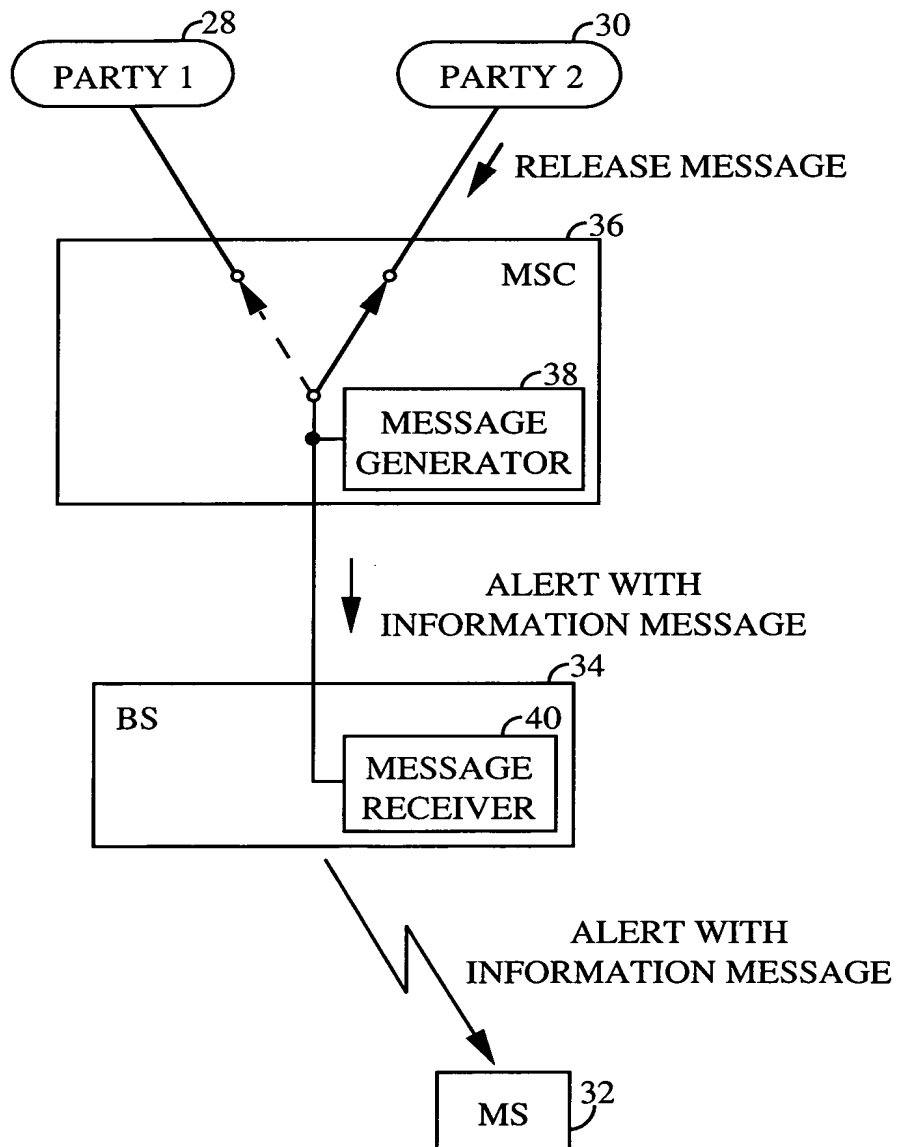 28
30
PARTY 1
PARTY 2
RELEASE MESSAGE
36
MSC
38
MESSAGE
GENERATOR
ALERT WITH
INFORMATION MESSAGE
34
BS
40
MESSAGE
RECEIVER
ALERT WITH
INFORMATION MESSAGE
MS
32